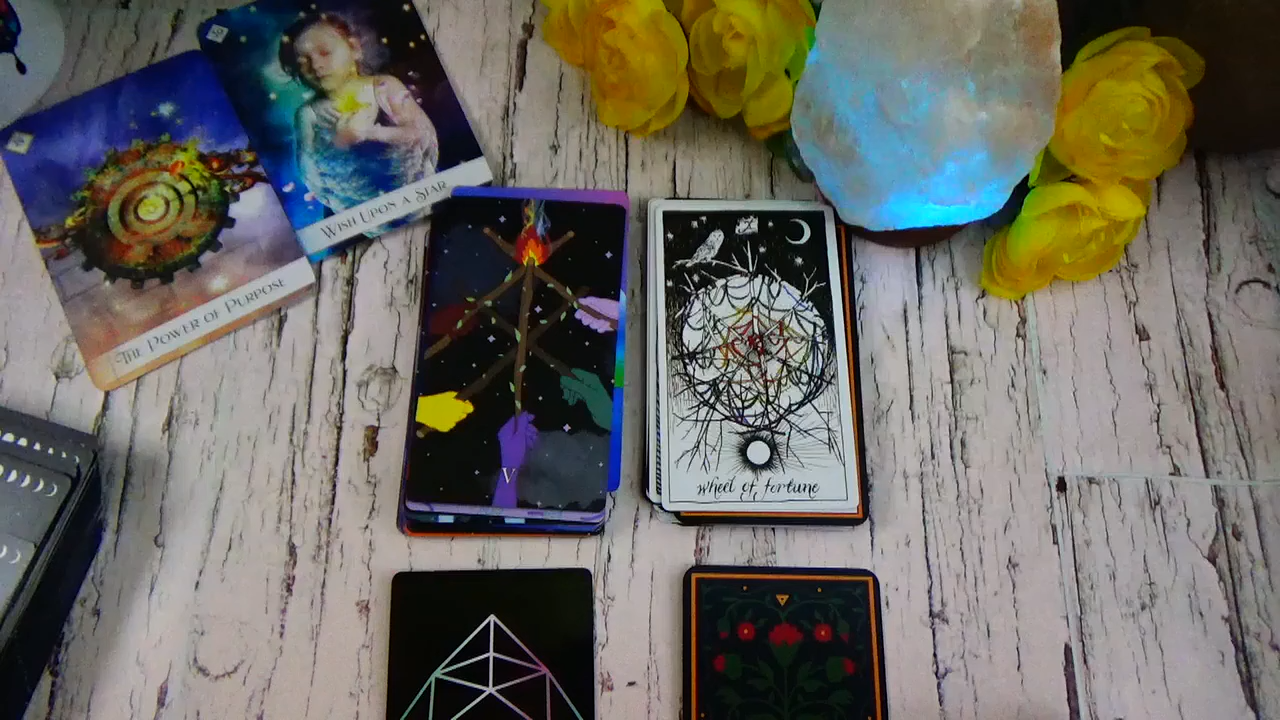 WISH UPON A STAR
THE POWER OF PURPOSE
V
wheel of fortune